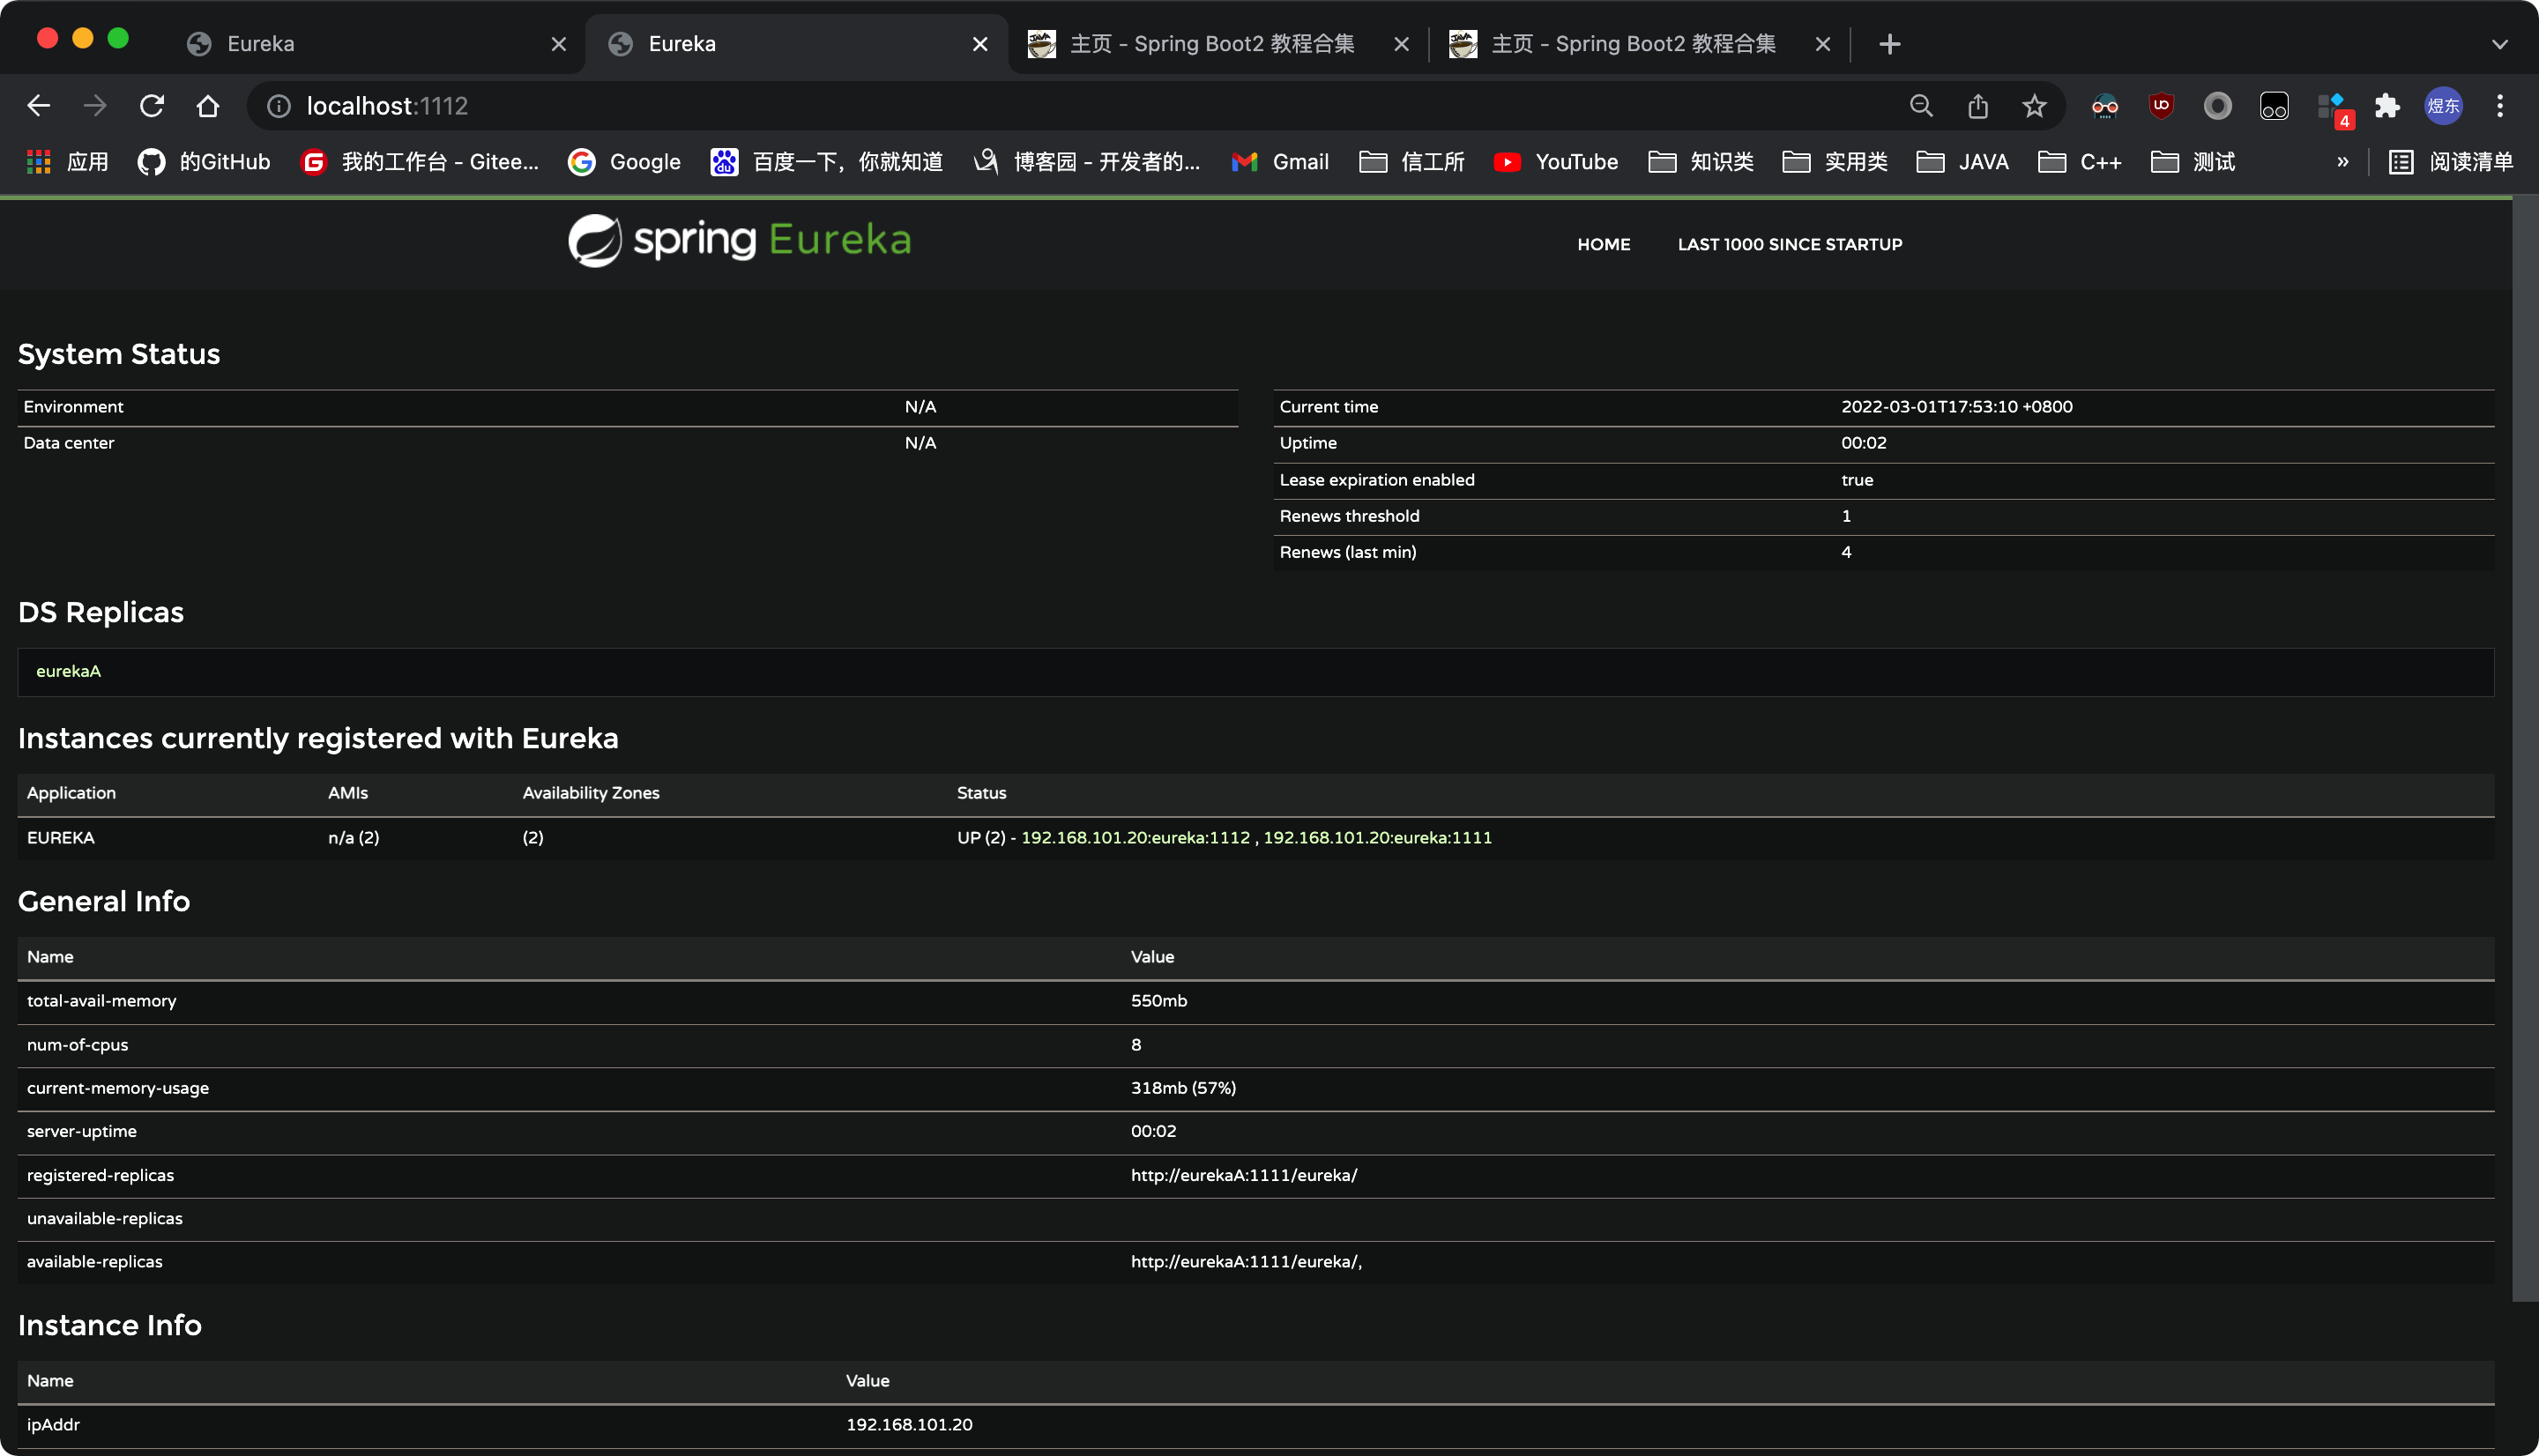 Eureka
Eureka
主页 - Spring Boot2 教程合集
主页 - Spring Boot2 教程合集
localhost:1112
4
煜东
应用
的GitHub
我的工作台 - Gitee...
Google
百度一下，你就知道
博客园 - 开发者的...
Gmail
信工所
YouTube
知识类
实用类
JAVA
C++
测试
»
阅读清单
spring Eureka
HOME LAST 1000 SINCE STARTUP
System Status
Environment N/A
Data center N/A
Current time 2022-03-01T17:53:10 +0800
Uptime 00:02
Lease expiration enabled true
Renews threshold 1
Renews (last min) 4
DS Replicas
eurekaA
Instances currently registered with Eureka
Application AMIs Availability Zones Status
EUREKA n/a (2) (2) UP (2) - 192.168.101.20:eureka:1112 , 192.168.101.20:eureka:1111
General Info
Name Value
total-avail-memory 550mb
num-of-cpus 8
current-memory-usage 318mb (57%)
server-uptime 00:02
registered-replicas http://eurekaA:1111/eureka/
unavailable-replicas
available-replicas http://eurekaA:1111/eureka/,
Instance Info
Name Value
ipAddr 192.168.101.20